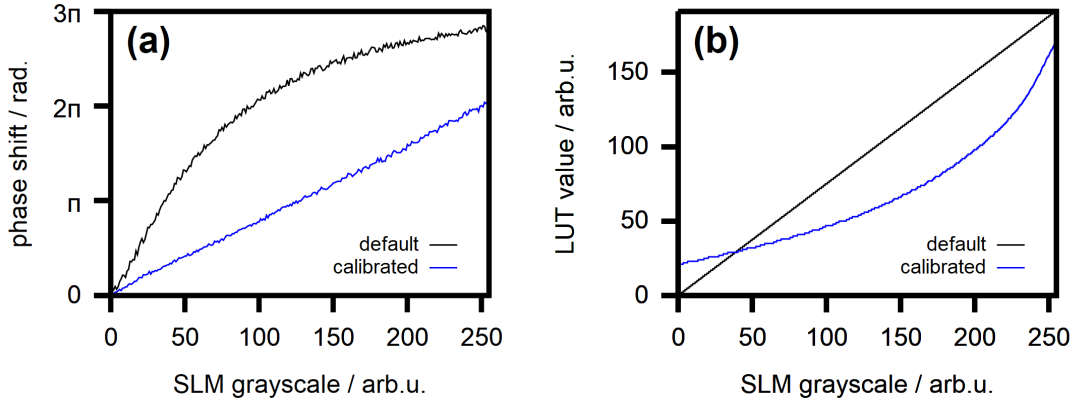 (a)
phase shift / rad.
3π
2π
π
0
default
calibrated
0 50 100 150 200 250
SLM grayscale / arb.u.
(b)
LUT value / arb.u.
150
100
50
0
default
calibrated
0 50 100 150 200 250
SLM grayscale / arb.u.